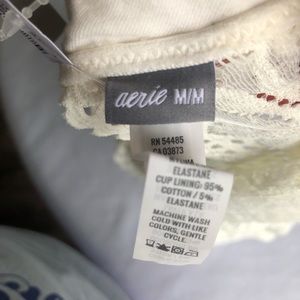 aerie M/M
RN 54485
CA 03873
ELASTANE
CUP LINING: 95%
COTTON / 5%
ELASTANE
MACHINE WASH
COLD WITH LIKE
COLORS, GENTLE
CYCLE.